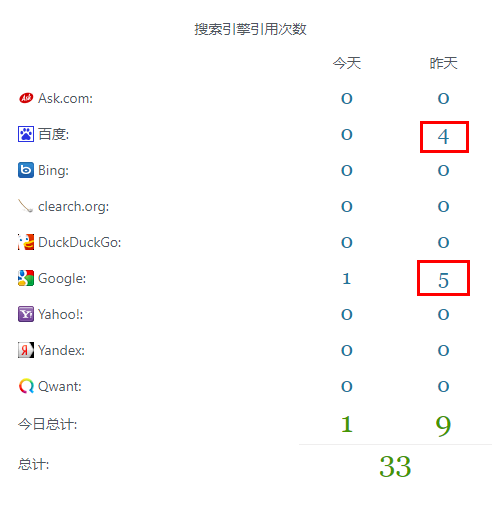 搜索引擎引用次数
今天 昨天
Ask.com: 0 0
百度: 0 4
Bing: 0 0
clearch.org: 0 0
DuckDuckGo: 0 0
Google: 1 5
Yahoo!: 0 0
Yandex: 0 0
Qwant: 0 0
今日总计: 1 9
总计: 33